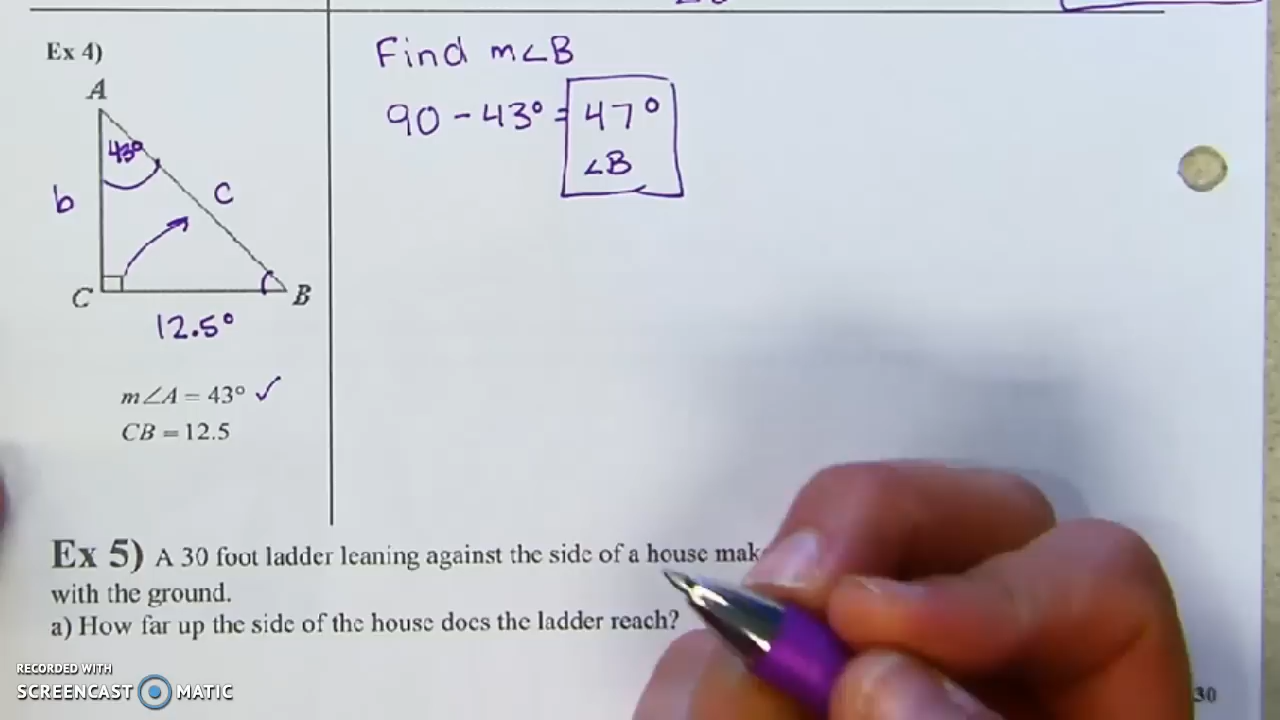 Ex 4)
Find m∠B
A
90 - 43° = 47°
43°
∠B
b
c
C
B
12.5°
m∠A = 43° ✓
CB = 12.5
Ex 5) A 30 foot ladder leaning against the side of a house
with the ground.
a) How far up the side of the house does the ladder reach?
30
RECORDED WITH
SCREENCAST MATIC